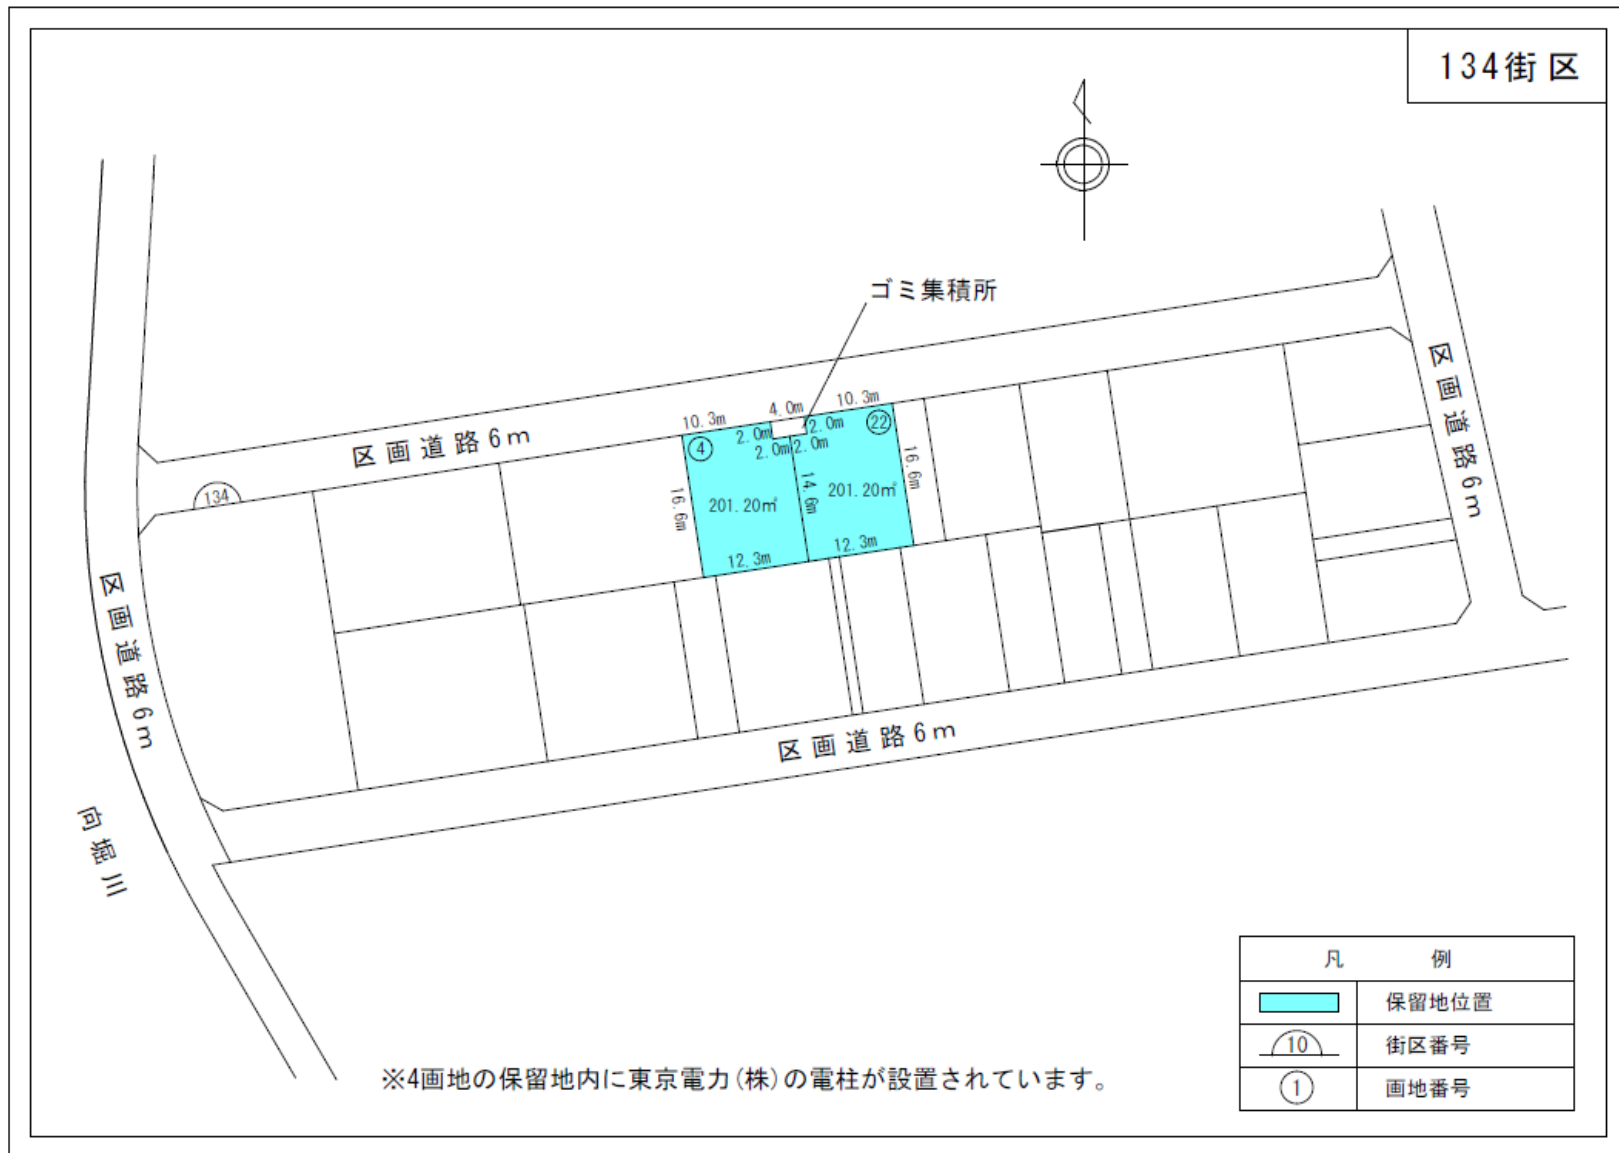 134街区
ゴミ集積所
10.3m
4.0m
10.3m
区画道路6m
④
2.0m
2.0m
㉒
2.0m
2.0m
134
16.6m
201.20㎡
14.6m
201.20㎡
16.6m
12.3m
12.3m
区画道路6m
区画道路6m
区画道路6m
向堀川
凡例
保留地位置
10
街区番号
1
画地番号
※4画地の保留地内に東京電力(株)の電柱が設置されています。